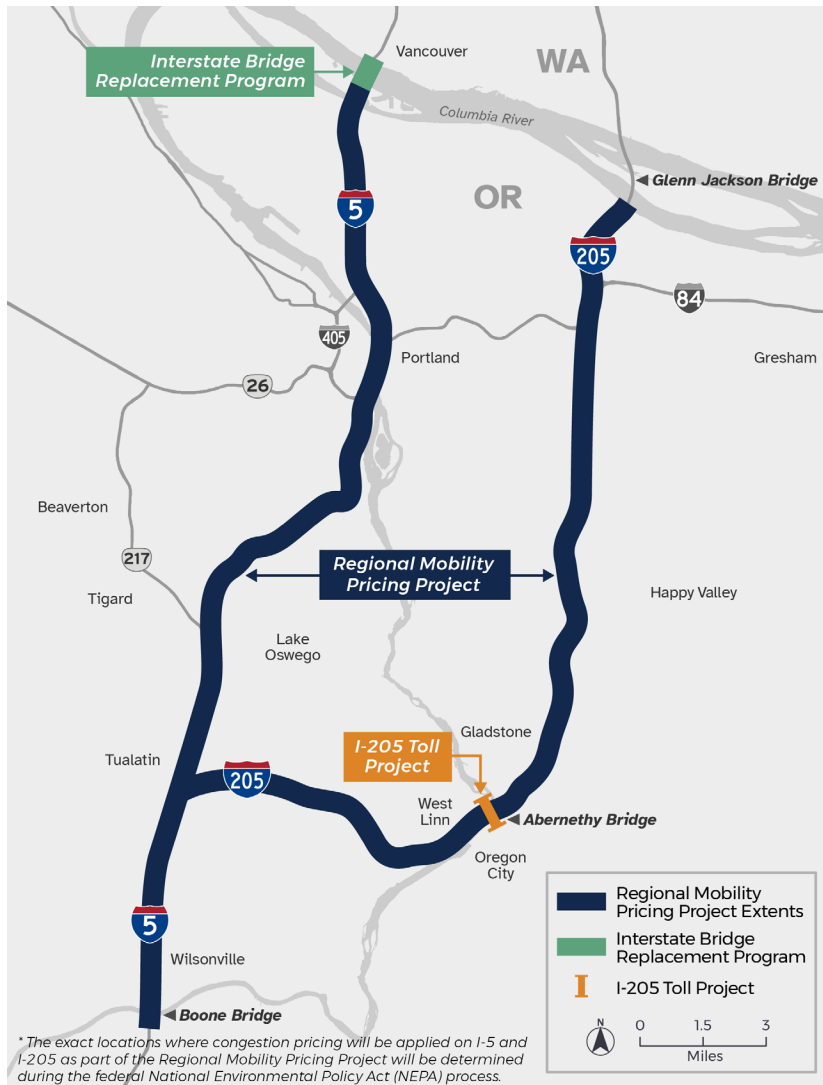 Interstate Bridge
Replacement Program
Vancouver
WA
Columbia River
Glenn Jackson Bridge
OR
5
205
84
405
Portland
Gresham
26
Beaverton
217
Regional Mobility
Pricing Project
Tigard
Happy Valley
Lake
Oswego
Gladstone
I-205 Toll
Project
Tualatin
205
West
Linn
Abernethy Bridge
Oregon
City
5
Wilsonville
Boone Bridge
Regional Mobility
Pricing Project Extents
Interstate Bridge
Replacement Program
I-205 Toll Project
N
0 1.5 3
Miles
* The exact locations where congestion pricing will be applied on I-5 and
I-205 as part of the Regional Mobility Pricing Project will be determined
during the federal National Environmental Policy Act (NEPA) process.